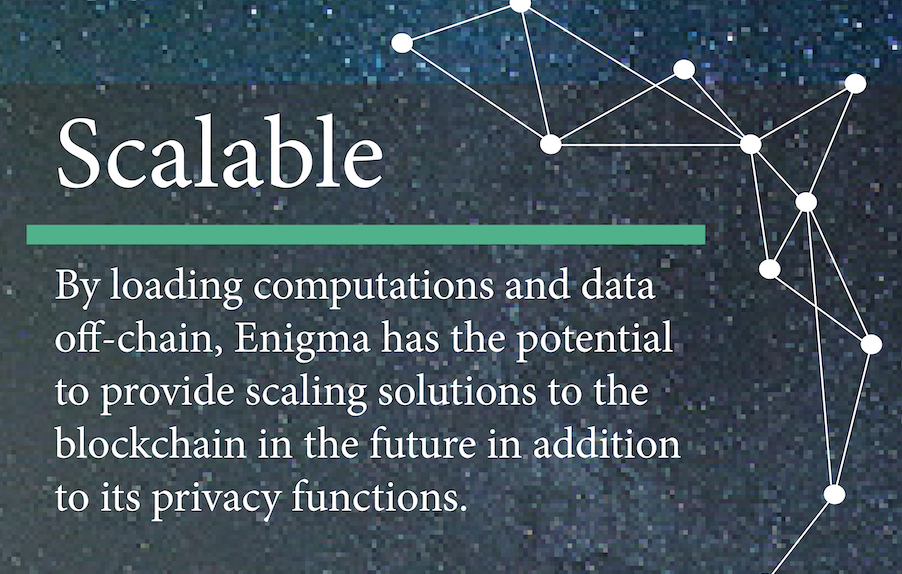 Scalable
By loading computations and data
off-chain, Enigma has the potential
to provide scaling solutions to the
blockchain in the future in addition
to its privacy functions.